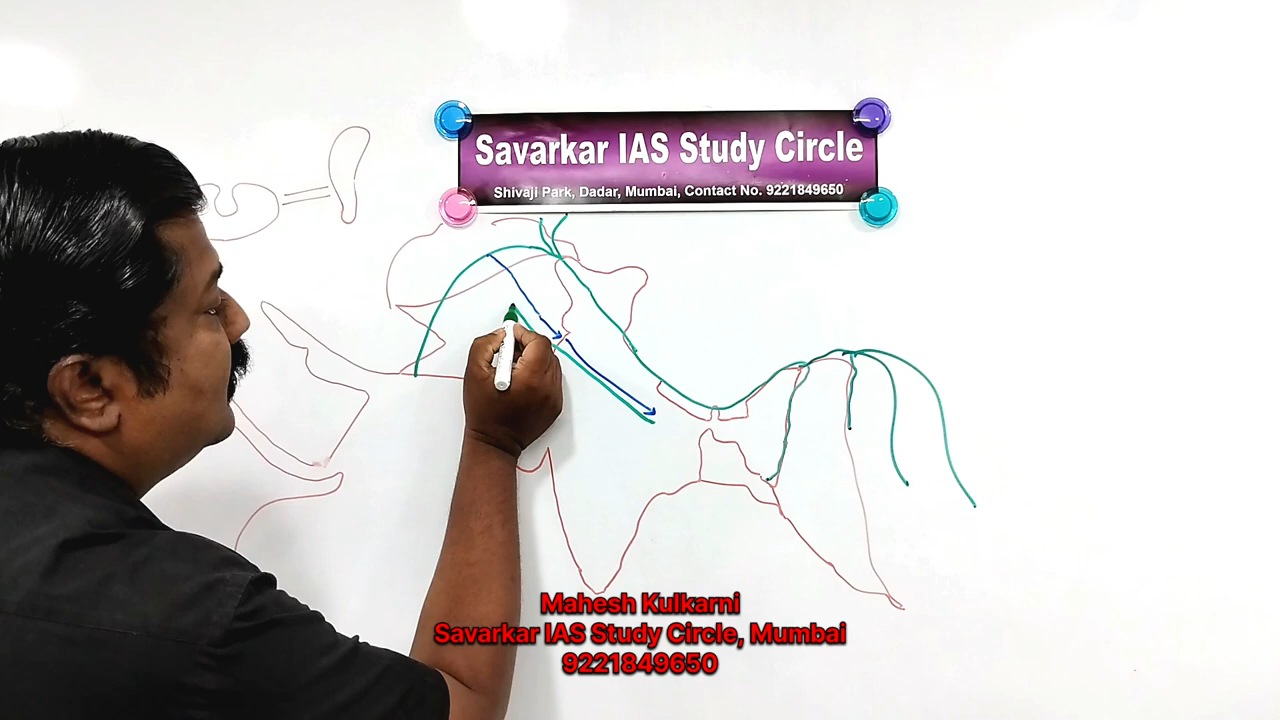 Savarkar IAS Study Circle
Shivaji Park, Dadar, Mumbai, Contact No. 9221849650
Mahesh Kulkarni
Savarkar IAS Study Circle, Mumbai
9221849650